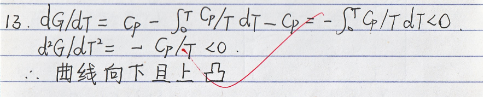 13. dG/dT = Cp - ∫₀ᵀ Cp/T dT - Cp = - ∫₀ᵀ Cp/T dT < 0.
d²G/dT² = - Cp/T < 0.
∴ 曲线向下且上凸